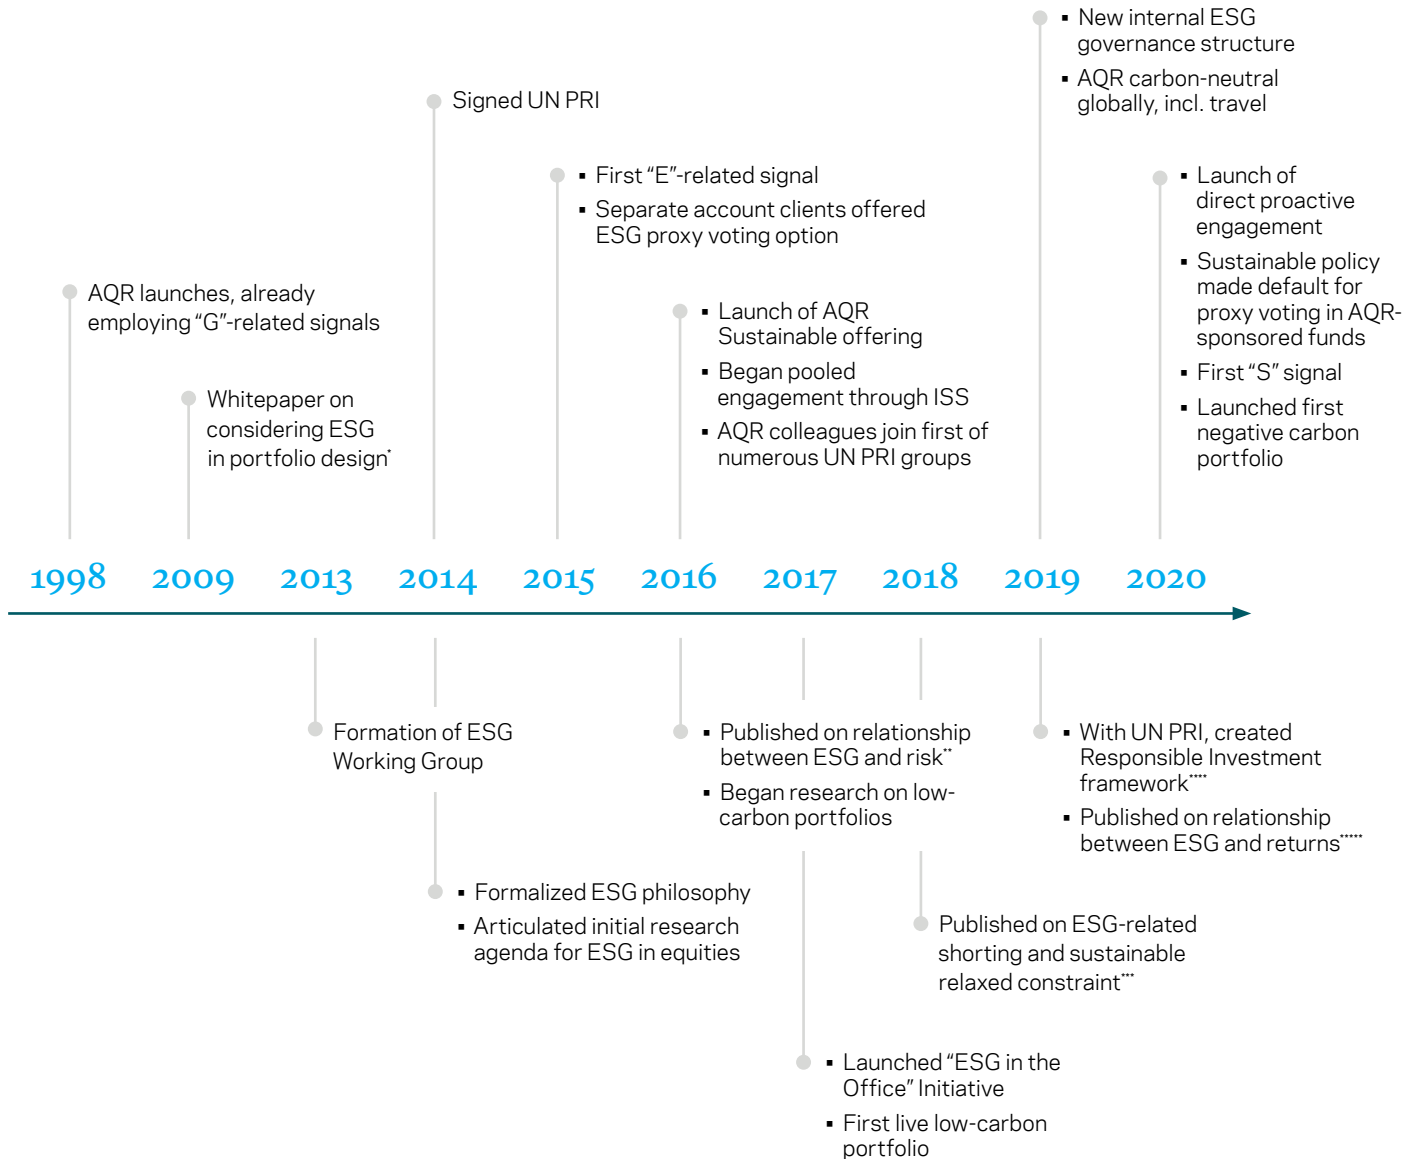 ▪ New internal ESG
governance structure
▪ AQR carbon-neutral
globally, incl. travel
Signed UN PRI
▪ First “E”-related signal
▪ Separate account clients offered
ESG proxy voting option
▪ Launch of
direct proactive
engagement
▪ Sustainable policy
made default for
proxy voting in AQR-
sponsored funds
▪ First “S” signal
▪ Launched first
negative carbon
portfolio
AQR launches, already
employing “G”-related signals
▪ Launch of AQR
Sustainable offering
▪ Began pooled
engagement through ISS
▪ AQR colleagues join first of
numerous UN PRI groups
Whitepaper on
considering ESG
in portfolio design*
1998 2009 2013 2014 2015 2016 2017 2018 2019 2020
Formation of ESG
Working Group
▪ Published on relationship
between ESG and risk**
▪ Began research on low-
carbon portfolios
▪ With UN PRI, created
Responsible Investment
framework****
▪ Published on relationship
between ESG and returns*****
▪ Formalized ESG philosophy
▪ Articulated initial research
agenda for ESG in equities
Published on ESG-related
shorting and sustainable
relaxed constraint***
▪ Launched “ESG in the
Office” Initiative
▪ First live low-carbon
portfolio